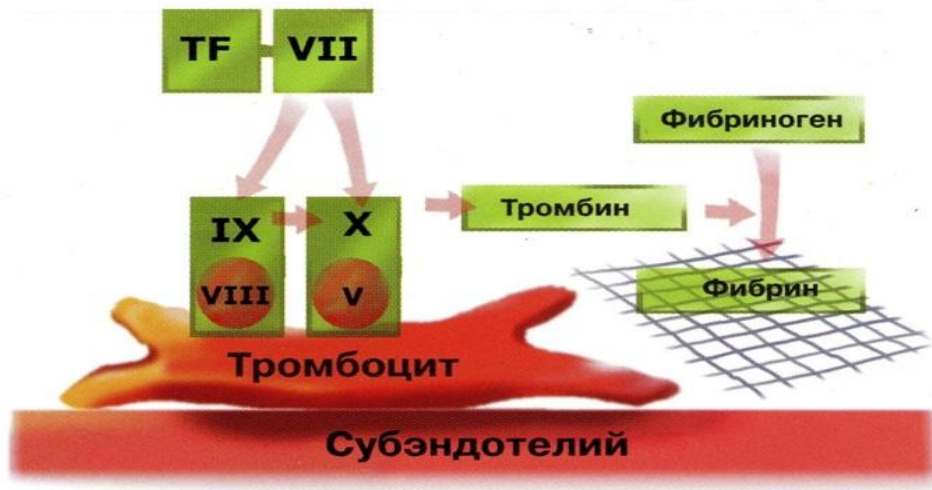 TF VII
Фибриноген
IX X
Тромбин
VIII V
Фибрин
Тромбоцит
Субэндотелий